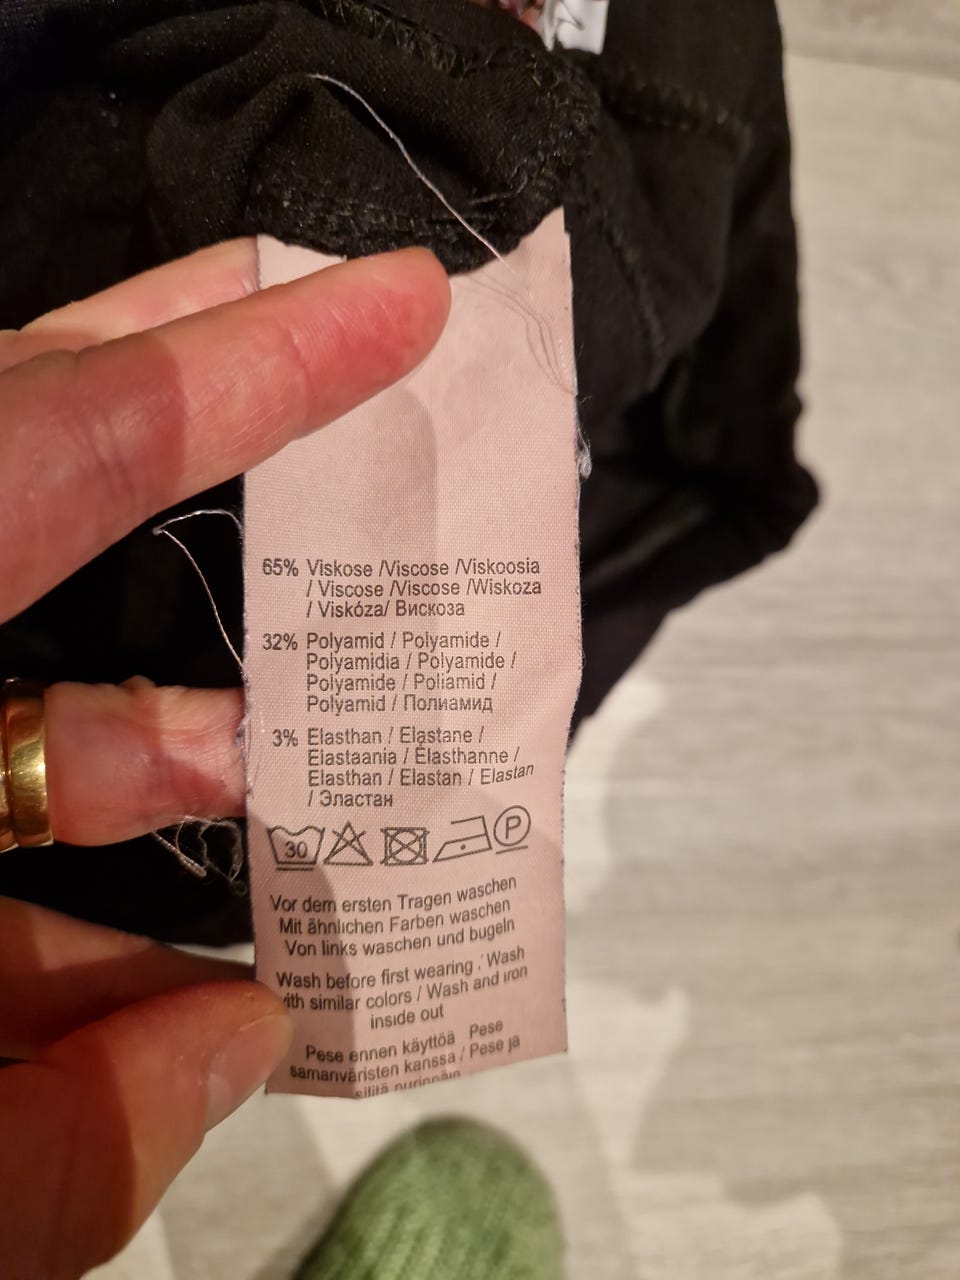 65% Viskose /Viscose /Viskoosia
/ Viscose /Viscose /Wiskoza
/ Viskóza/ Вискоза
32% Polyamid / Polyamide /
Polyamidia / Polyamide /
Polyamide / Poliamid /
Polyamid / Полиамид
3% Elasthan / Elastane /
Elastaania / Élasthanne /
Elasthan / Elastan / Elastan
/ Эластан
30 P
Vor dem ersten Tragen waschen
Mit ähnlichen Farben waschen
Von links waschen und bugeln
Wash before first wearing / Wash
with similar colors / Wash and iron
inside out
Pese ennen käyttöä Pese
samanväristen kanssa / Pese ja
silitä nurinpäin